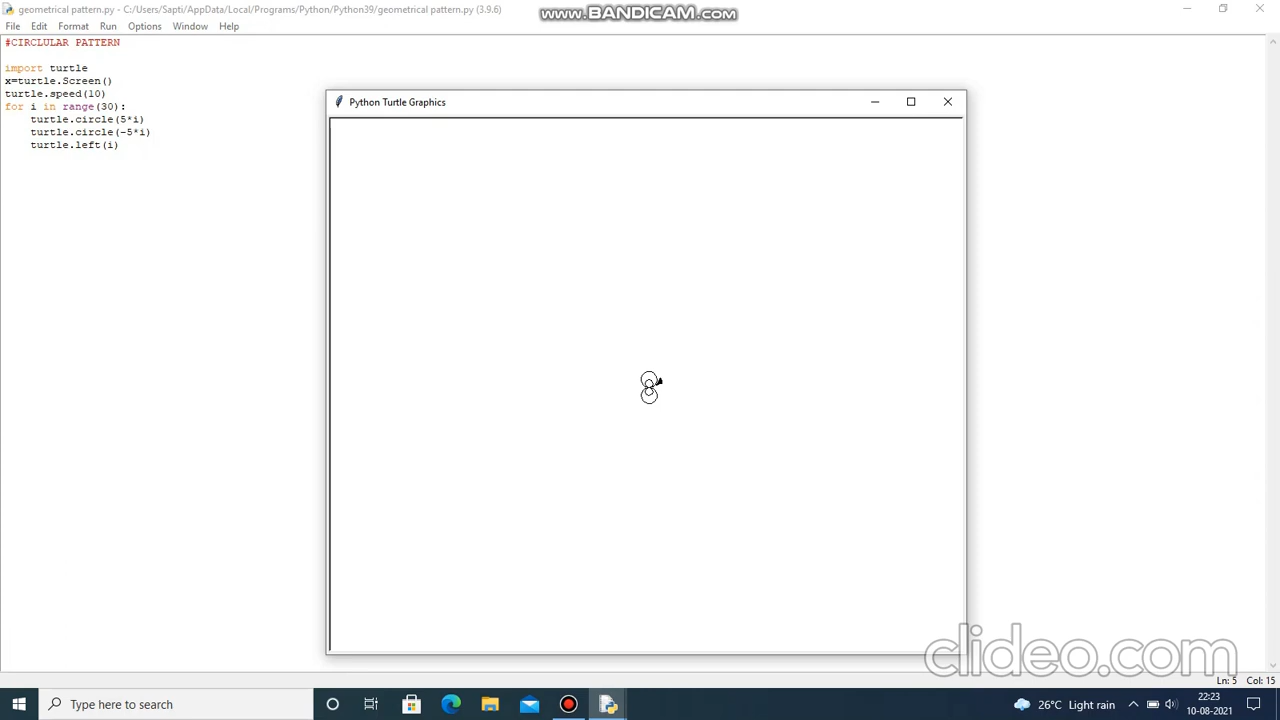 geometrical pattern.py - C:/Users/Sapti/AppData/Local/Programs/Python/Python39/geometrical pattern.py (3.9.6)
www.BANDICAM.com
File Edit Format Run Options Window Help
#CIRCLULAR PATTERN
import turtle
x=turtle.Screen()
turtle.speed(10)
for i in range(30):
    turtle.circle(5*i)
    turtle.circle(-5*i)
    turtle.left(i)
Python Turtle Graphics
clideo.com
Ln: 5 Col: 15
Type here to search
26°C Light rain
22:23
10-08-2021